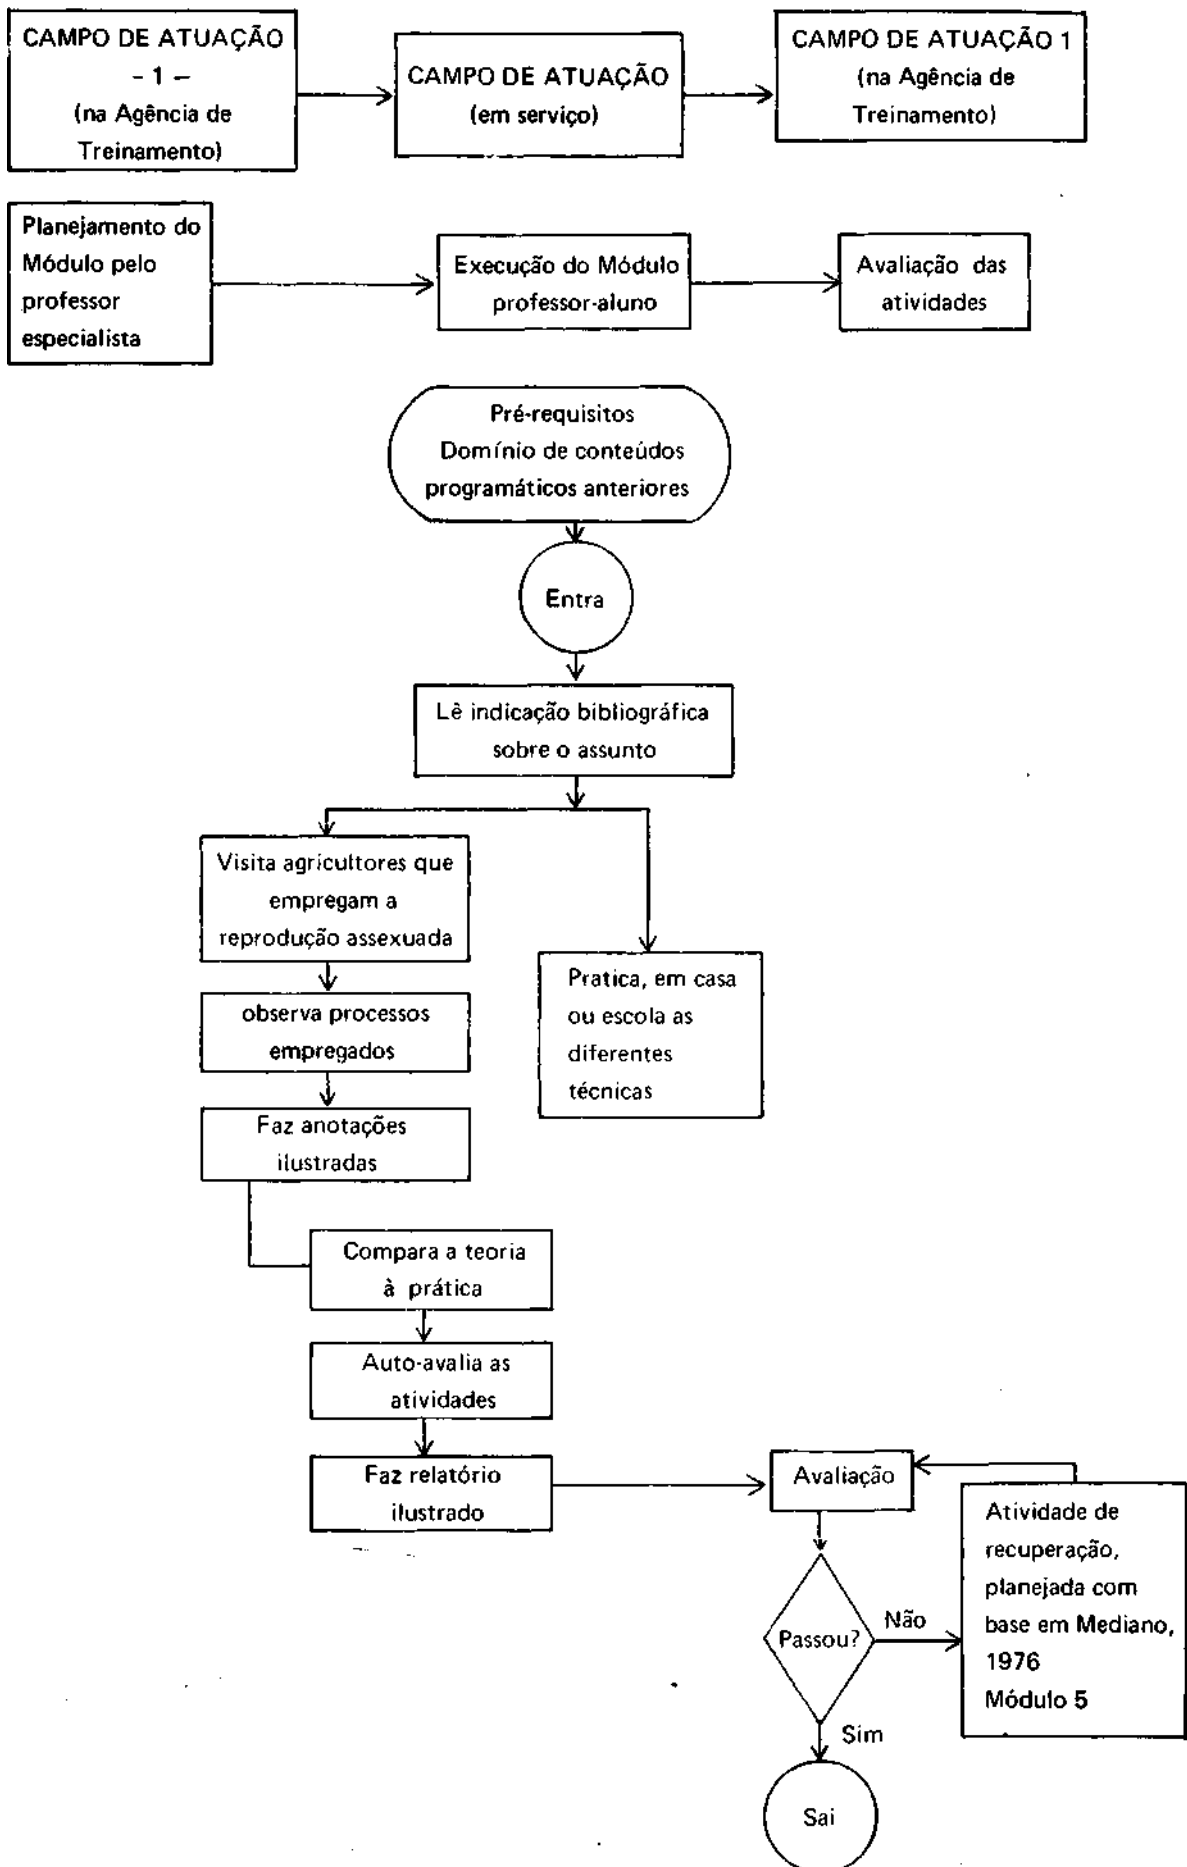 CAMPO DE ATUAÇÃO
– 1 –
(na Agência de
Treinamento)
CAMPO DE ATUAÇÃO
(em serviço)
CAMPO DE ATUAÇÃO 1
(na Agência de
Treinamento)
Planejamento do
Módulo pelo
professor
especialista
Execução do Módulo
professor-aluno
Avaliação das
atividades
Pré-requisitos
Domínio de conteúdos
programáticos anteriores
Entra
Lê indicação bibliográfica
sobre o assunto
Visita agricultores que
empregam a
reprodução assexuada
observa processos
empregados
Faz anotações
ilustradas
Pratica, em casa
ou escola as
diferentes
técnicas
Compara a teoria
à prática
Auto-avalia as
atividades
Faz relatório
ilustrado
Avaliação
Atividade de
recuperação,
planejada com
base em Mediano,
1976
Módulo 5
Passou?
Não
Sim
Sai